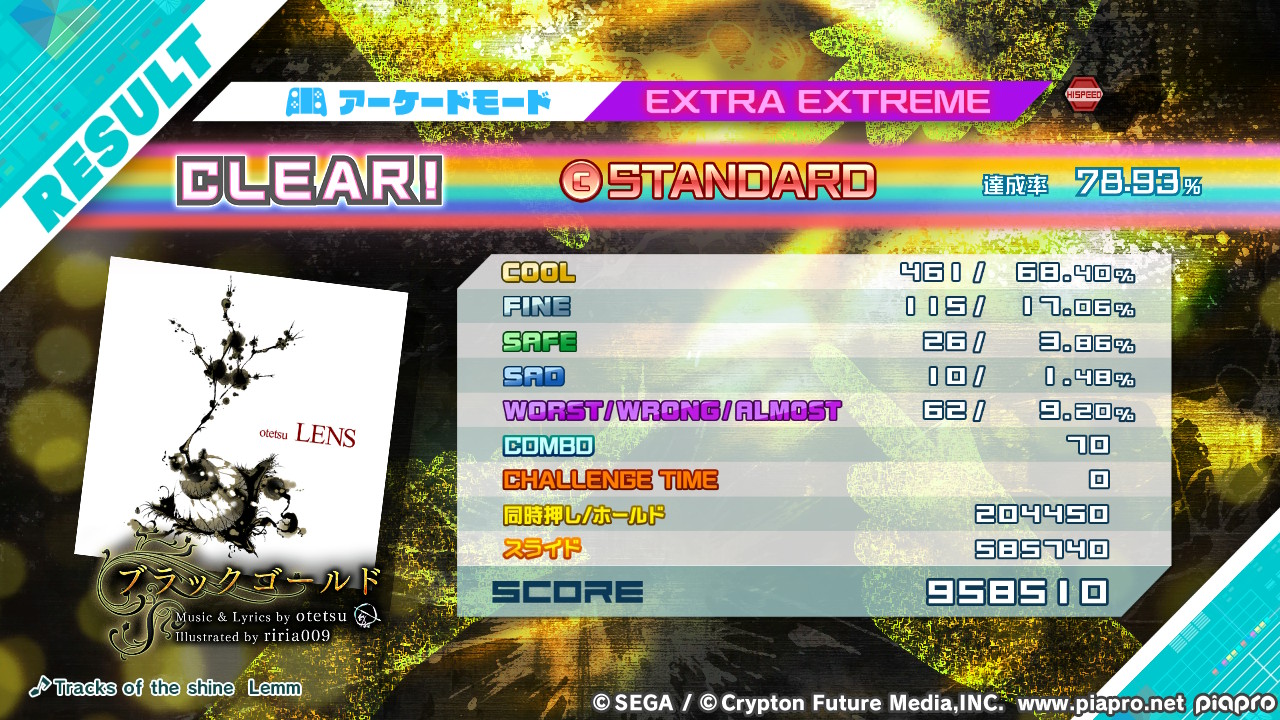 RESULT
アーケードモード
EXTRA EXTREME
HISPEED
CLEAR!
C STANDARD
達成率 78.93%
COOL 461 / 68.40%
FINE 115 / 17.06%
SAFE 26 / 3.86%
SAD 10 / 1.48%
WORST/WRONG/ALMOST 62 / 9.20%
COMBO 70
CHALLENGE TIME 0
同時押し/ホールド 204450
スライド 585740
SCORE 958510
otetsu LENS
ブラックゴールド
Music & Lyrics by otetsu
Illustrated by riria009
♪Tracks of the shine Lemm
©SEGA / ©Crypton Future Media,INC. www.piapro.net piapro